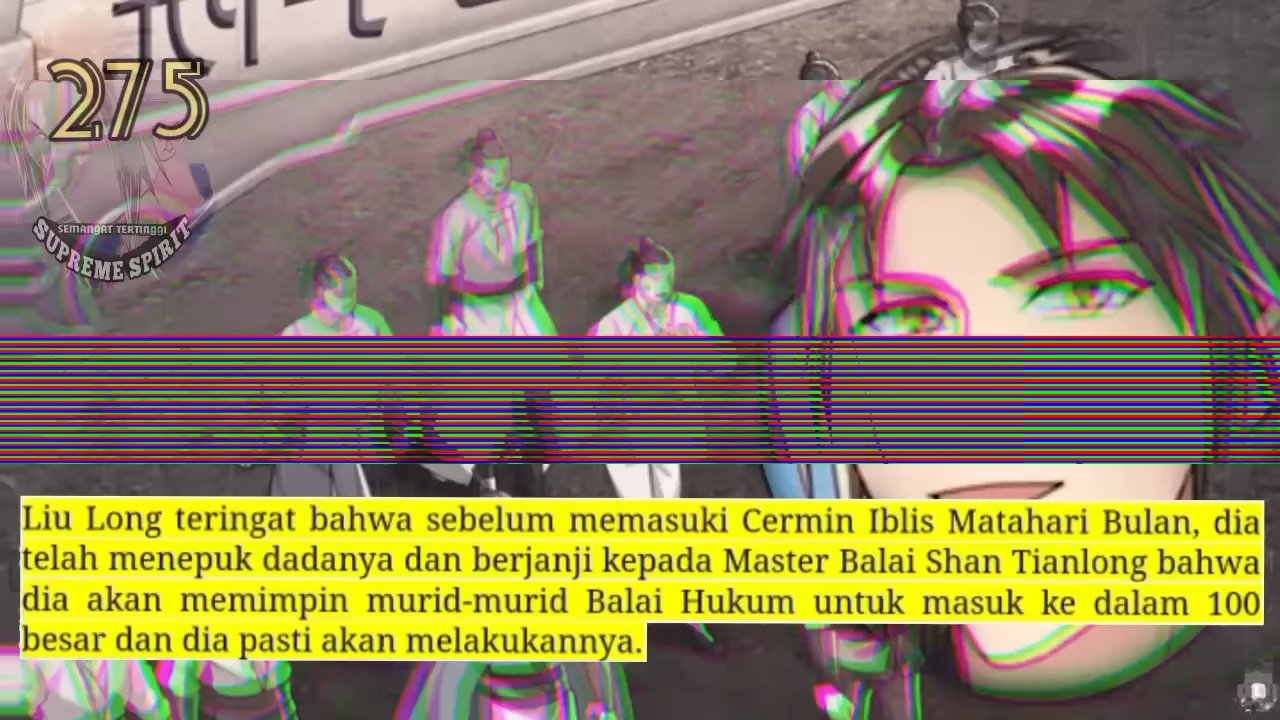 275
SEMANGAT TERTINGGI
SUPREME SPIRIT
Liu Long teringat bahwa sebelum memasuki Cermin Iblis Matahari Bulan, dia
telah menepuk dadanya dan berjanji kepada Master Balai Shan Tianlong bahwa
dia akan memimpin murid-murid Balai Hukum untuk masuk ke dalam 100
besar dan dia pasti akan melakukannya.